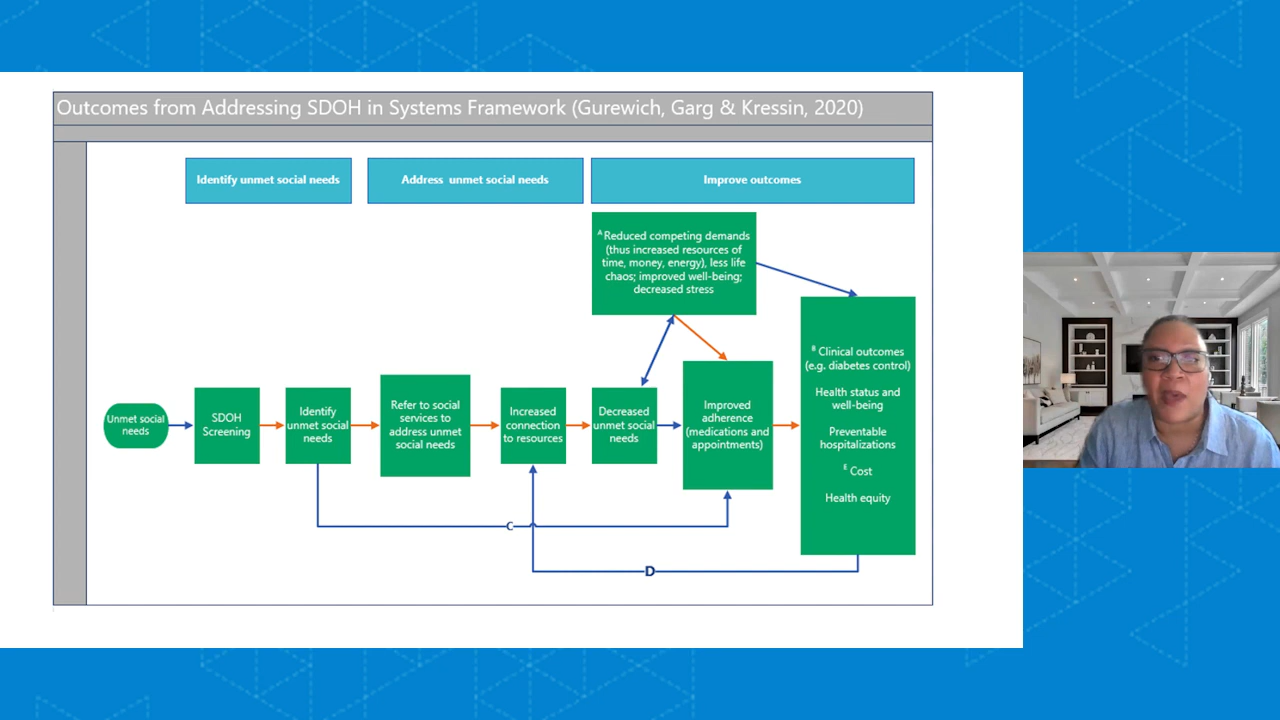 Outcomes from Addressing SDOH in Systems Framework (Gurewich, Garg & Kressin, 2020)
Identify unmet social needs
Address unmet social needs
Improve outcomes
A Reduced competing demands
(thus increased resources of
time, money, energy), less life
chaos; improved well-being;
decreased stress
Unmet social
needs
SDOH
Screening
Identify
unmet social
needs
Refer to social
services to
address unmet
social needs
Increased
connection
to resources
Decreased
unmet social
needs
Improved
adherence
(medications and
appointments)
B Clinical outcomes
(e.g. diabetes control)
Health status and
well-being
Preventable
hospitalizations
E Cost
Health equity
C
D